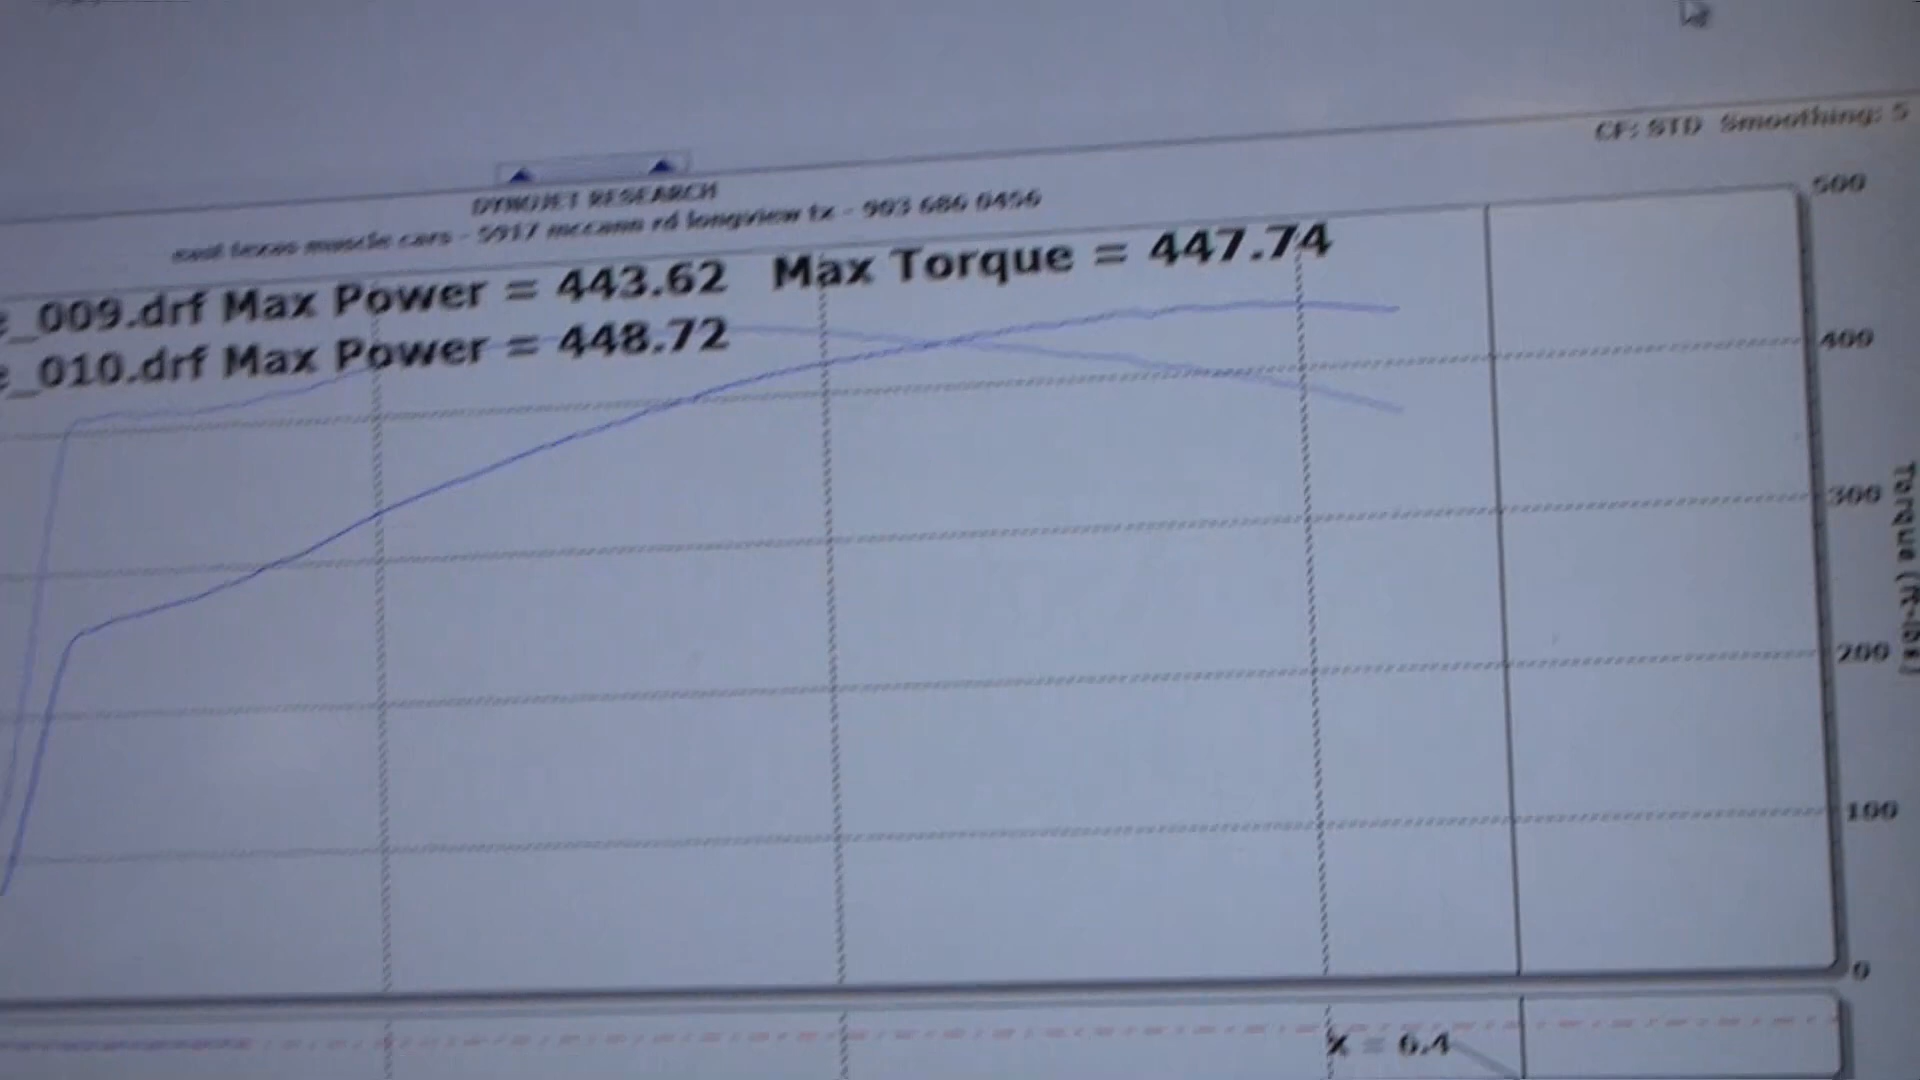 CF: STD Smoothing: 5
DYNOJET RESEARCH
east texas muscle cars - 5917 mccann rd longview tx - 903 686 0456
_009.drf Max Power = 443.62 Max Torque = 447.74
_010.drf Max Power = 448.72
500
400
300
200
100
0
Torque (ft-lbs)
x = 6.4